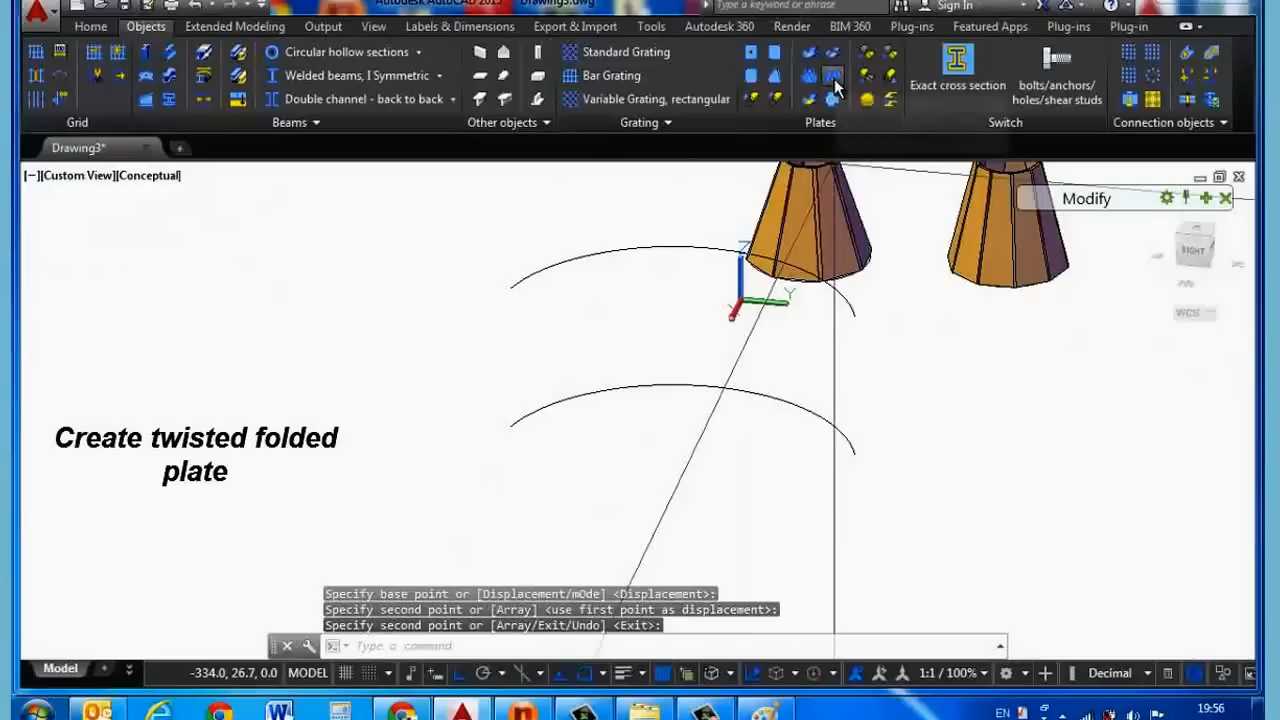 Autodesk AutoCAD 2015 Drawing3.dwg
Type a keyword or phrase
Sign In
Home Objects Extended Modeling Output View Labels & Dimensions Export & Import Tools Autodesk 360 Render BIM 360 Plug-ins Featured Apps Plug-ins Plug-ins
Circular hollow sections
Standard Grating
Welded beams, I Symmetric
Bar Grating
Exact cross section
bolts/anchors/
holes/shear studs
Double channel - back to back
Variable Grating, rectangular
Grid Beams Other objects Grating Plates Switch Connection objects
Drawing3*
[−][Custom View][Conceptual]
Modify
Z
Y
RIGHT
WCS
Create twisted folded
plate
Specify base point or [Displacement/mOde] <Displacement>:
Specify second point or [Array] <use first point as displacement>:
Specify second point or [Array/Exit/Undo] <Exit>:
Type a command
Model
-334.0, 26.7, 0.0 MODEL 1:1 / 100% Decimal
EN 19:56